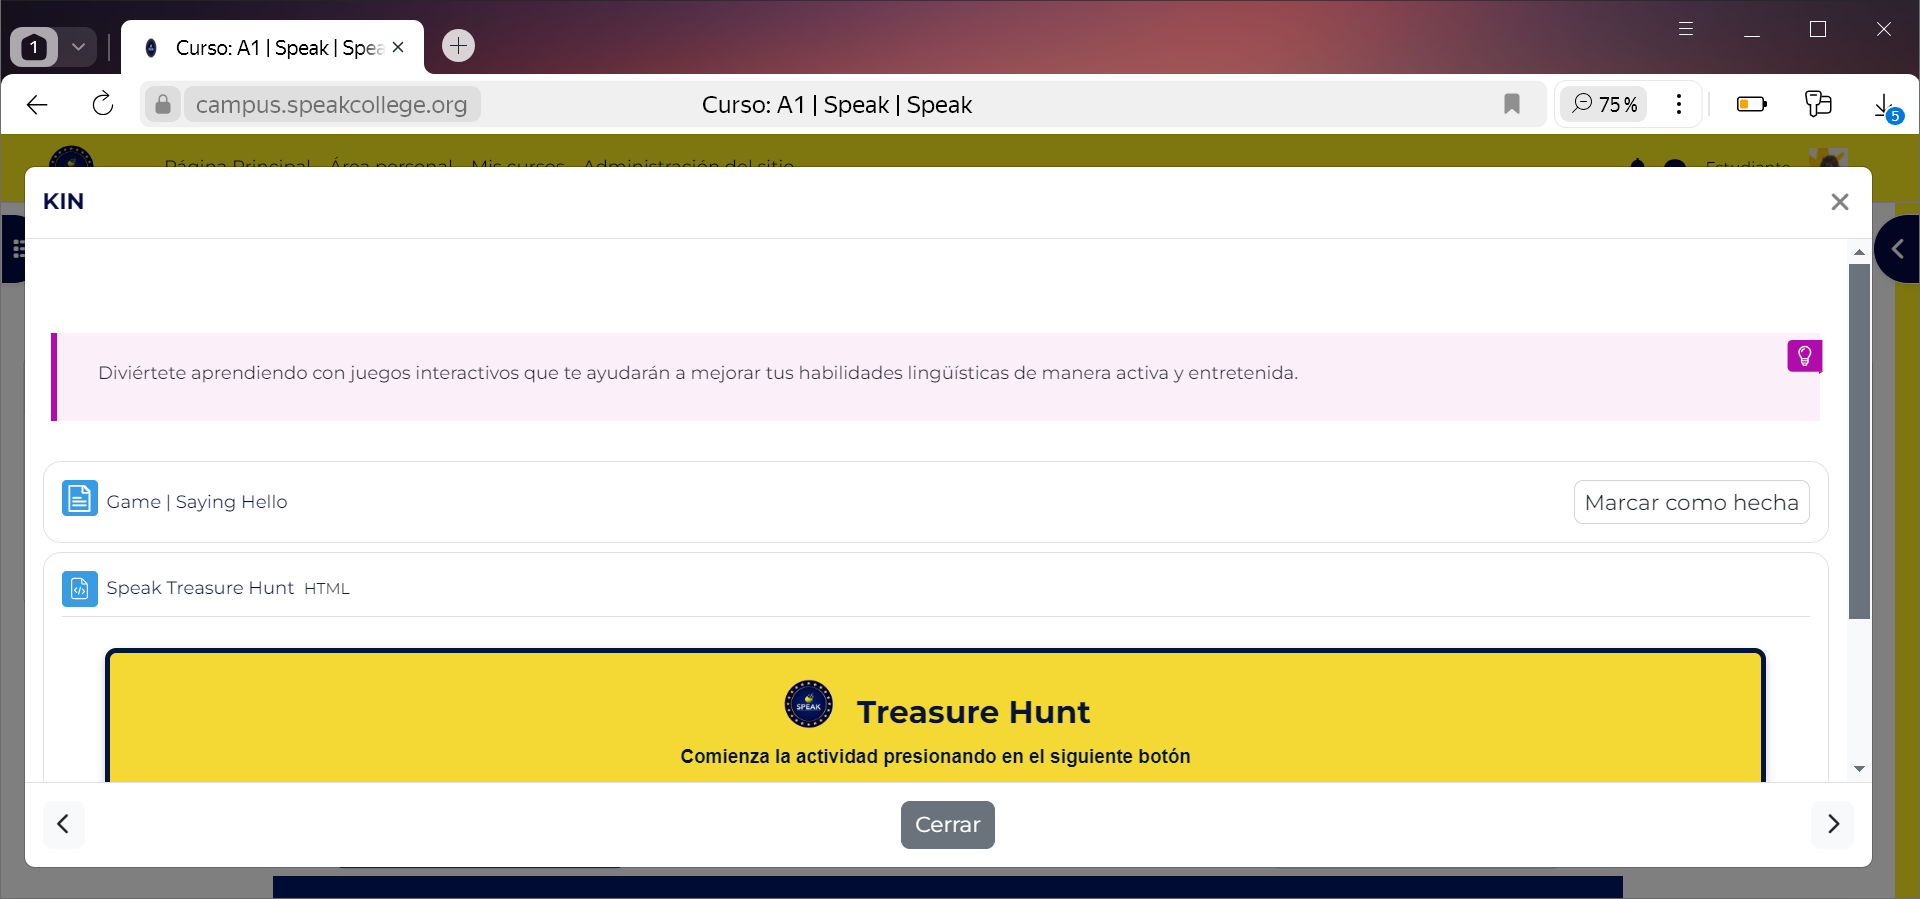 1
Curso: A1 | Speak | Spea
campus.speakcollege.org
Curso: A1 | Speak | Speak
75 %
5
Página Principal Área personal Mis cursos Administración del sitio
Estudiante
KIN
Diviértete aprendiendo con juegos interactivos que te ayudarán a mejorar tus habilidades lingüísticas de manera activa y entretenida.
Game | Saying Hello
Marcar como hecha
Speak Treasure Hunt HTML
SPEAK
Treasure Hunt
Comienza la actividad presionando en el siguiente botón
Cerrar